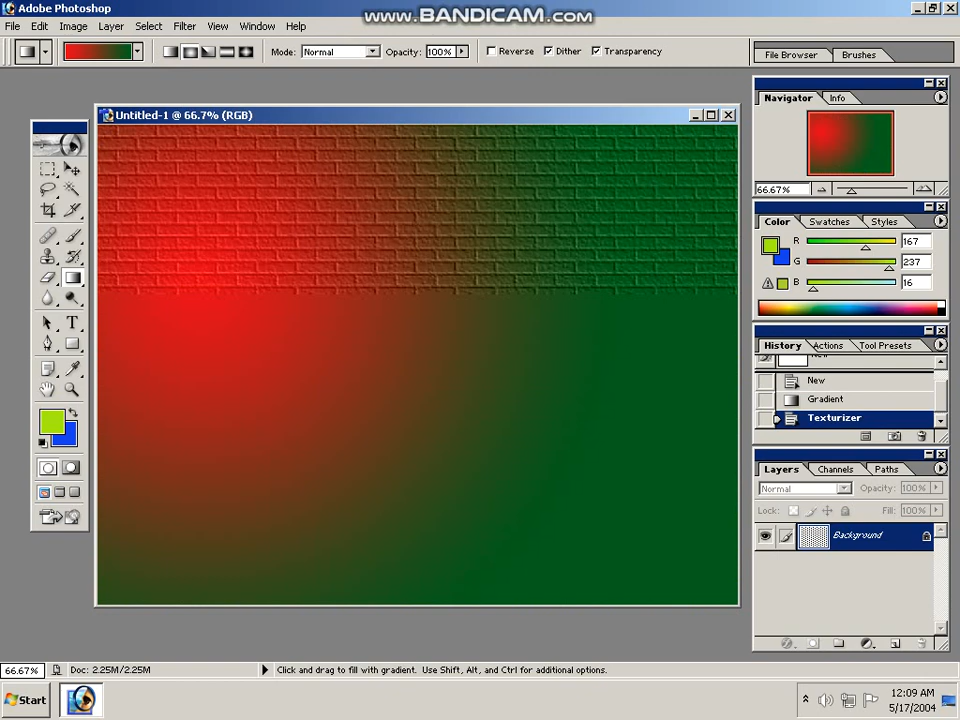 Adobe Photoshop
www.BANDICAM.com
File Edit Image Layer Select Filter View Window Help
Mode: Normal Opacity: 100% Reverse Dither Transparency File Browser Brushes
Untitled-1 @ 66.7% (RGB)
Navigator Info
66.67%
Color Swatches Styles
R 167
G 237
B 16
History Actions Tool Presets
New
Gradient
Texturizer
Layers Channels Paths
Normal Opacity: 100%
Lock: Fill: 100%
Background
66.67% Doc: 2.25M/2.25M Click and drag to fill with gradient. Use Shift, Alt, and Ctrl for additional options.
Start
12:09 AM
5/17/2004